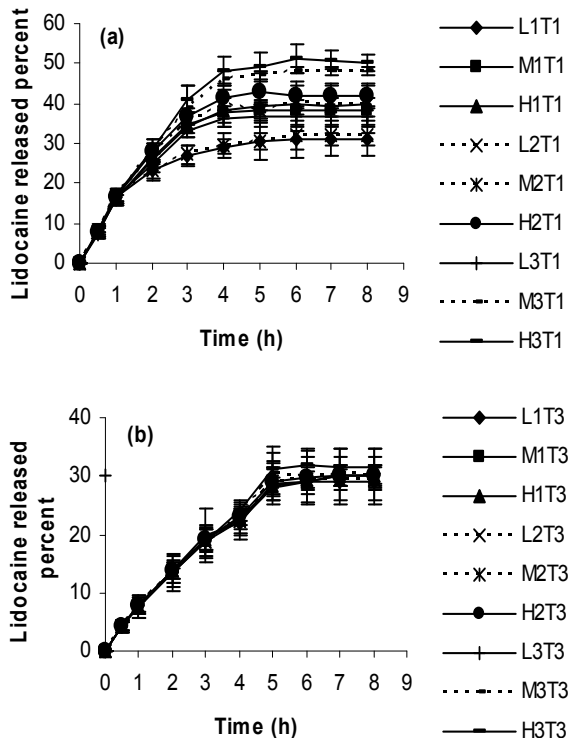 (a)
Lidocaine released percent
60
50
40
30
20
10
0
0 1 2 3 4 5 6 7 8 9
Time (h)
L1T1
M1T1
H1T1
L2T1
M2T1
H2T1
L3T1
M3T1
H3T1
(b)
Lidocaine released
percent
40
30
20
10
0
0 1 2 3 4 5 6 7 8 9
Time (h)
L1T3
M1T3
H1T3
L2T3
M2T3
H2T3
L3T3
M3T3
H3T3